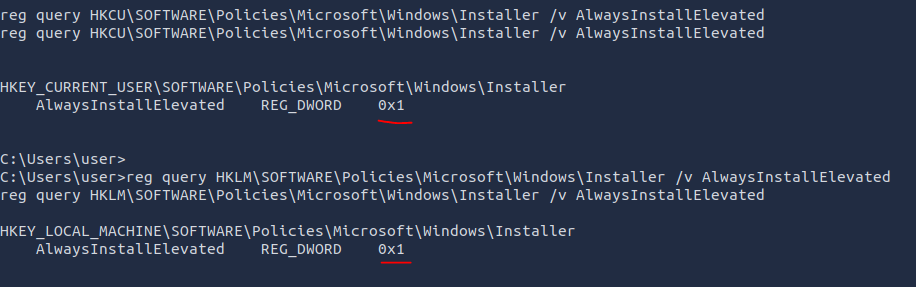 reg query HKCU\SOFTWARE\Policies\Microsoft\Windows\Installer /v AlwaysInstallElevated
reg query HKCU\SOFTWARE\Policies\Microsoft\Windows\Installer /v AlwaysInstallElevated
HKEY_CURRENT_USER\SOFTWARE\Policies\Microsoft\Windows\Installer
AlwaysInstallElevated    REG_DWORD    0x1
C:\Users\user>
C:\Users\user>reg query HKLM\SOFTWARE\Policies\Microsoft\Windows\Installer /v AlwaysInstallElevated
reg query HKLM\SOFTWARE\Policies\Microsoft\Windows\Installer /v AlwaysInstallElevated
HKEY_LOCAL_MACHINE\SOFTWARE\Policies\Microsoft\Windows\Installer
AlwaysInstallElevated    REG_DWORD    0x1